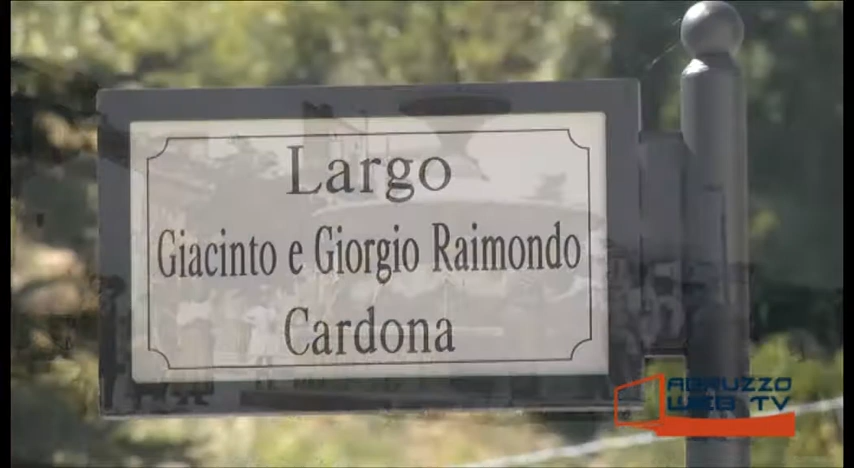 Largo
Giacinto e Giorgio Raimondo
Cardona
ABRUZZO
WEB TV